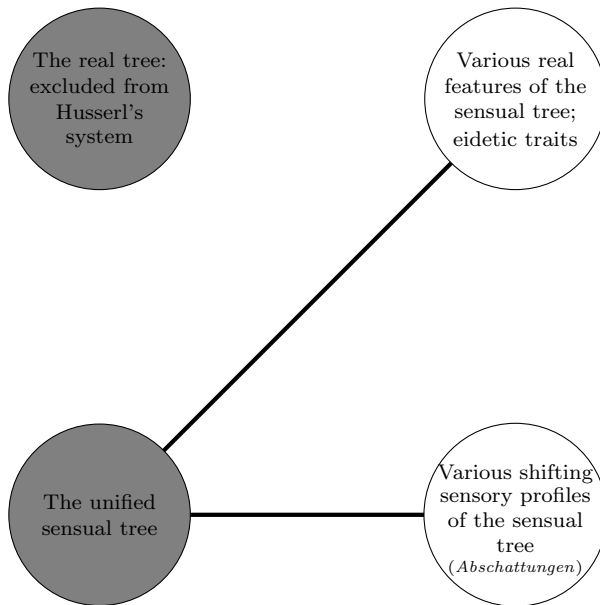 The real tree:
excluded from
Husserl's
system
Various real
features of the
sensual tree;
eidetic traits
The unified
sensual tree
Various shifting
sensory profiles
of the sensual
tree
(Abschattungen)